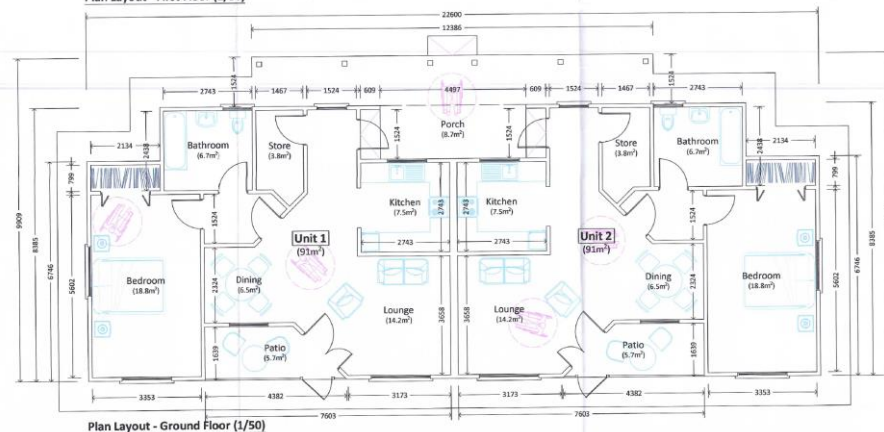 22600
12386
1524
1524
2743
1467
1524
609
4497
609
1524
1467
2743
2134
2438
1524
Porch
(8.7m²)
1524
2438
2134
Bathroom
(6.7m²)
Store
(3.8m²)
Store
(3.8m²)
Bathroom
(6.7m²)
799
799
9909
8385
6746
5602
1524
Kitchen
(7.5m²)
2743
2743
Kitchen
(7.5m²)
1524
5602
6746
8385
2743
2743
Unit 1
(91m²)
Unit 2
(91m²)
Bedroom
(18.8m²)
Dining
(6.5m²)
2324
Dining
(6.5m²)
2324
Bedroom
(18.8m²)
Lounge
(14.2m²)
3658
3658
Lounge
(14.2m²)
Patio
(5.7m²)
1639
Patio
(5.7m²)
1639
3353
4382
3173
3173
4382
3353
7603
7603
Plan Layout - Ground Floor (1/50)